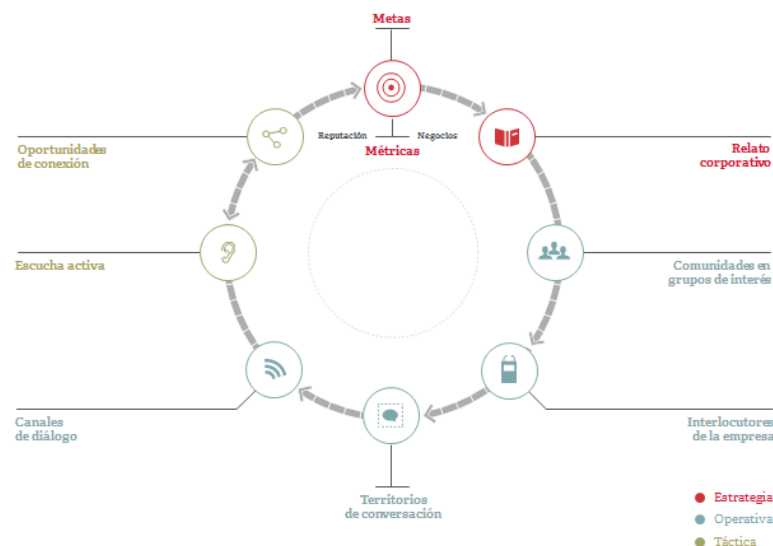 Metas
Reputación
Negocios
Métricas
Oportunidades
de conexión
Relato
corporativo
Escucha activa
Comunidades en
grupos de interés
Canales
de diálogo
Interlocutores
de la empresa
Territorios
de conversación
Estrategia
Operativa
Táctica